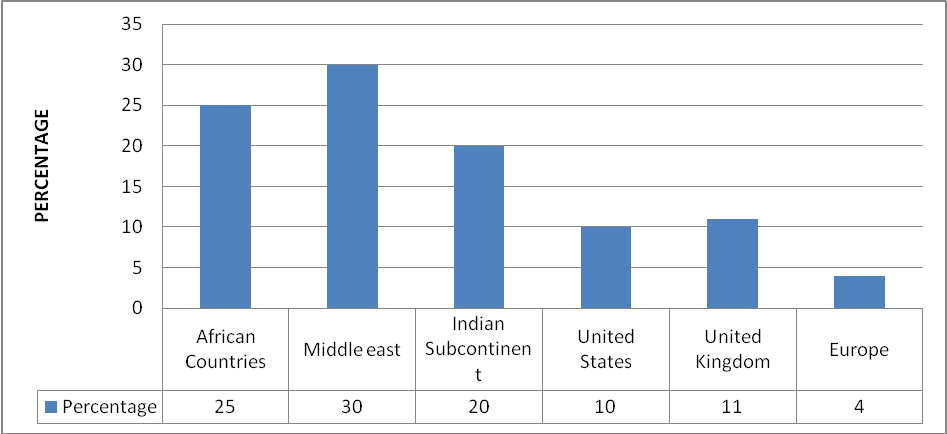 35
30
25
20
15
10
5
0
PERCENTAGE
African
Countries
Middle east
Indian
Subcontinen
t
United
States
United
Kingdom
Europe
Percentage 25 30 20 10 11 4